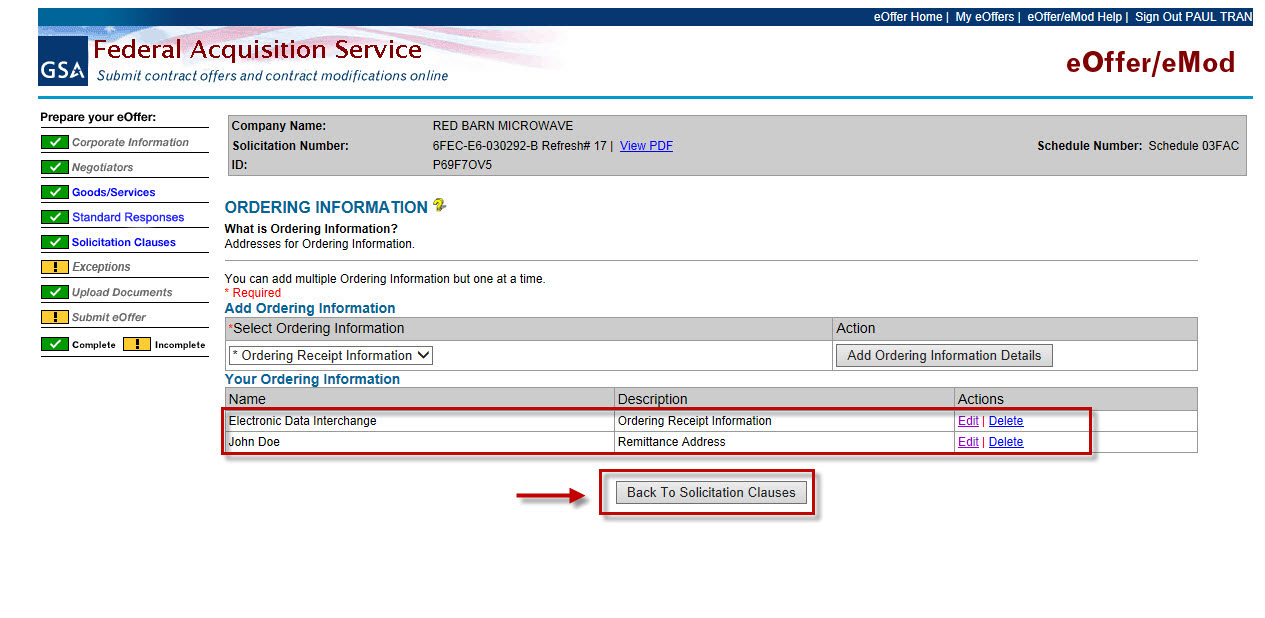 eOffer Home | My eOffers | eOffer/eMod Help | Sign Out PAUL TRAN
GSA
Federal Acquisition Service
Submit contract offers and contract modifications online
eOffer/eMod
Prepare your eOffer:
Corporate Information
Negotiators
Goods/Services
Standard Responses
Solicitation Clauses
Exceptions
Upload Documents
Submit eOffer
Complete Incomplete
Company Name: RED BARN MICROWAVE
Solicitation Number: 6FEC-E6-030292-B Refresh# 17 | View PDF Schedule Number: Schedule 03FAC
ID: P69F7OV5
ORDERING INFORMATION
What is Ordering Information?
Addresses for Ordering Information.
You can add multiple Ordering Information but one at a time.
* Required
Add Ordering Information
*Select Ordering Information Action
* Ordering Receipt Information Add Ordering Information Details
Your Ordering Information
Name Description Actions
Electronic Data Interchange Ordering Receipt Information Edit | Delete
John Doe Remittance Address Edit | Delete
Back To Solicitation Clauses